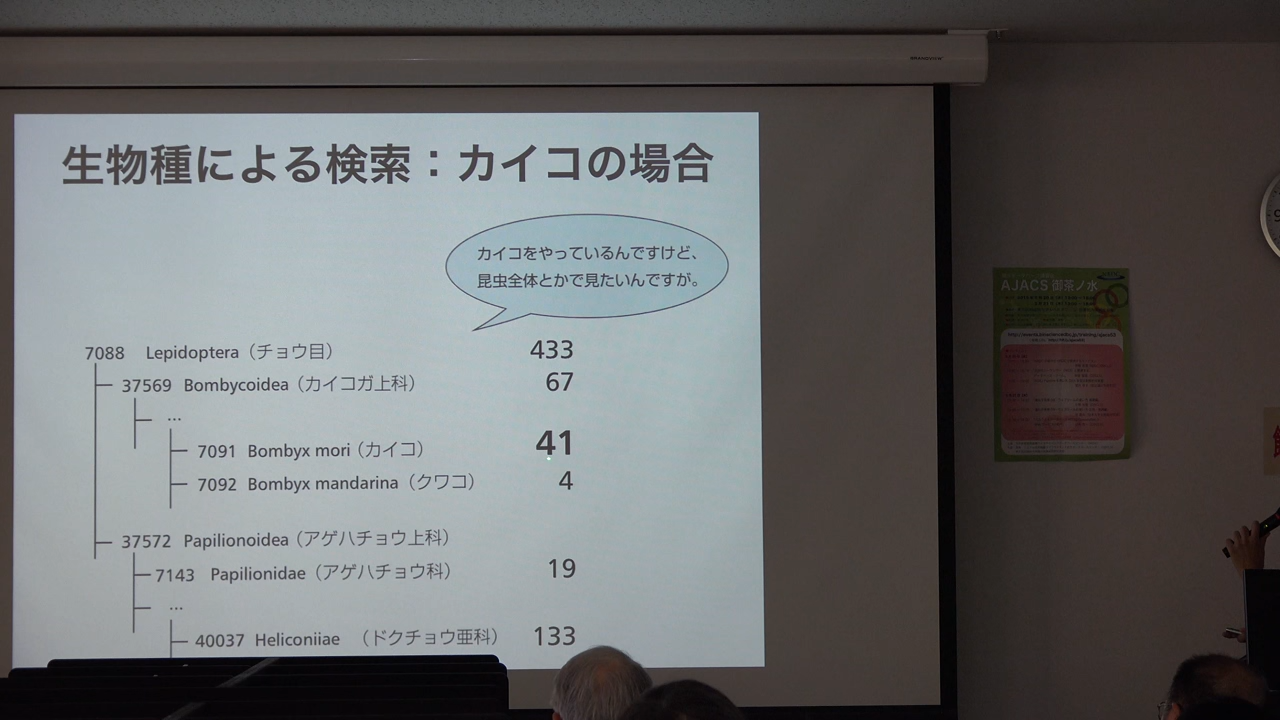 BRANDVIEW
生物種による検索：カイコの場合
カイコをやっているんですけど、
昆虫全体とかで見たいんですが。
7088 Lepidoptera（チョウ目） 433
37569 Bombycoidea（カイコガ上科） 67
…
7091 Bombyx mori（カイコ） 41
7092 Bombyx mandarina（クワコ） 4
37572 Papilionoidea（アゲハチョウ上科）
7143 Papilionidae（アゲハチョウ科） 19
…
40037 Heliconiiae （ドクチョウ亜科） 133
AJACS 御茶ノ水